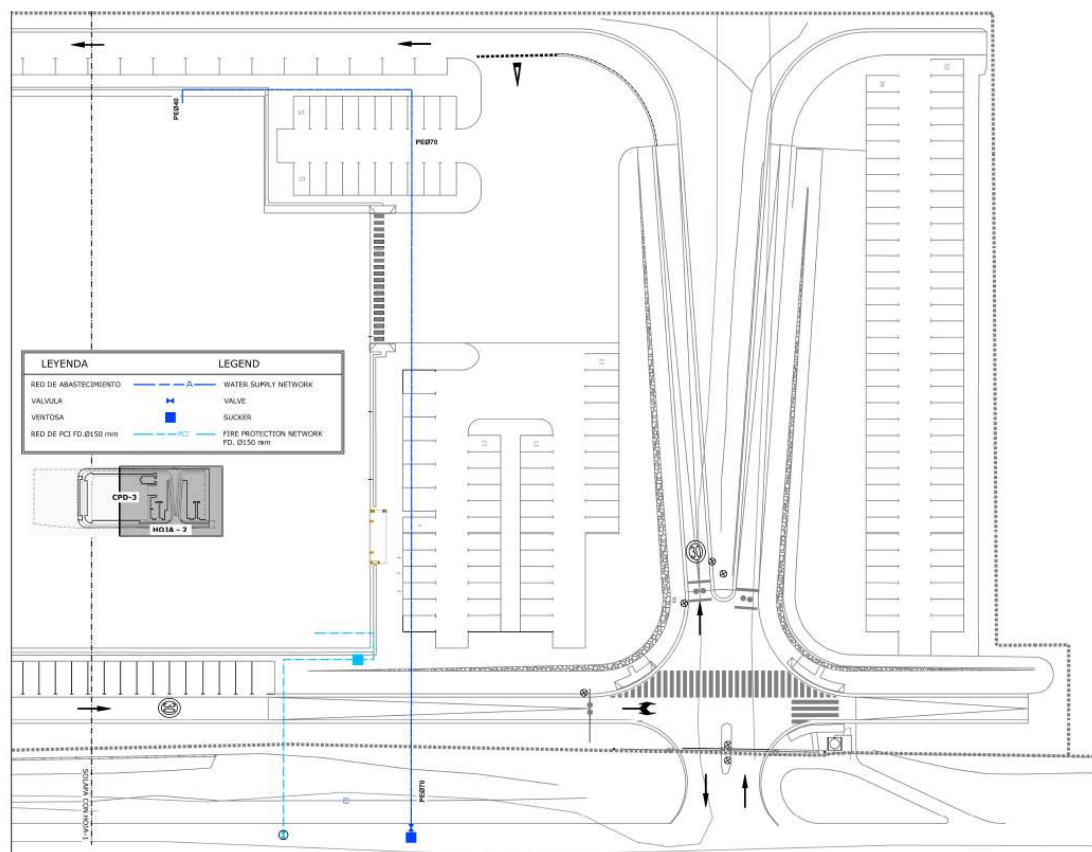 PEØ40
PEØ70
LEYENDA LEGEND
RED DE ABASTECIMIENTO A WATER SUPPLY NETWORK
VALVULA VALVE
VENTOSA SUCKER
RED DE PCI FD.Ø150 mm PCI FIRE PROTECTION NETWORK
FD. Ø150 mm
CPD-3
HOJA - 2
12
PEØ70
SOLAPA CON HOJA-1